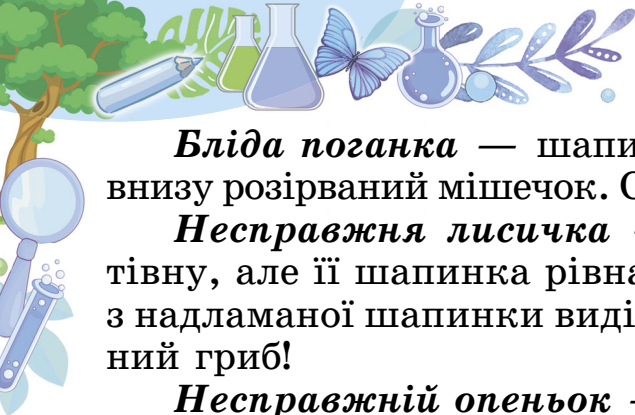 Бліда поганка — шапи
внизу розірваний мішечок. С
Несправжня лисичка
тівну, але її шапинка рівна
з надламаної шапинки виді
ний гриб!
Несправжній опеньок